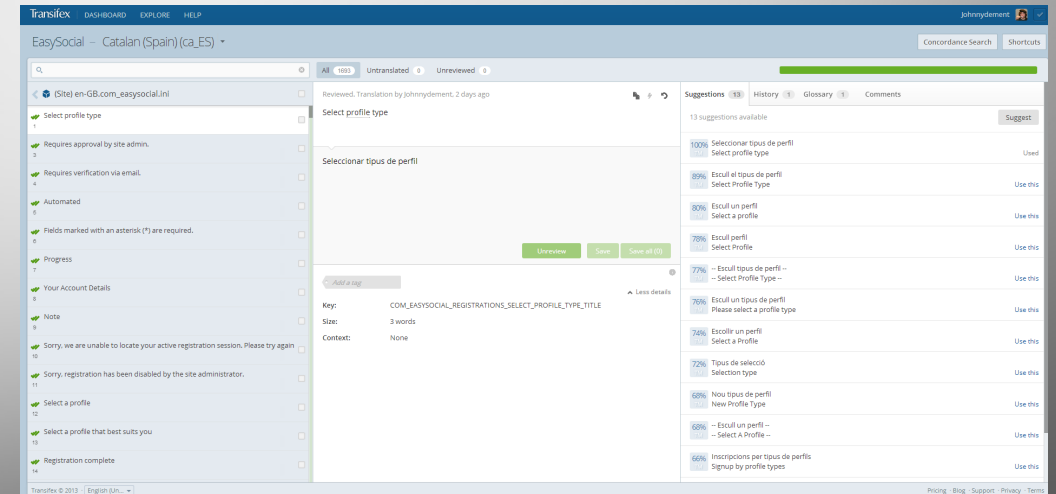 Transifex DASHBOARD EXPLORE HELP Johnnydement
EasySocial – Catalan (Spain) (ca_ES) Concordance Search Shortcuts
All 1693 Untranslated 0 Unreviewed 0
(Site) en-GB.com_easysocial.ini
Select profile type
1
Requires approval by site admin.
3
Requires verification via email.
4
Automated
5
Fields marked with an asterisk (*) are required.
6
Progress
7
Your Account Details
8
Note
9
Sorry, we are unable to locate your active registration session. Please try again
10
Sorry, registration has been disabled by the site administrator.
11
Select a profile
12
Select a profile that best suits you
13
Registration complete
14
Reviewed, Translation by Johnnydement, 2 days ago
Select profile type
Seleccionar tipus de perfil
Unreview Save Save all (0)
Add a tag
Less details
Key: COM_EASYSOCIAL_REGISTRATIONS_SELECT_PROFILE_TYPE_TITLE
Size: 3 words
Context: None
Suggestions 13 History 1 Glossary 1 Comments
13 suggestions available Suggest
100% Seleccionar tipus de perfil
Select profile type Used
89% Escull el tipus de perfil
Select Profile Type Use this
80% Escull un perfil
Select a profile Use this
78% Escull perfil
Select Profile Use this
77% -- Escull tipus de perfil --
-- Select Profile Type -- Use this
76% Escull un tipus de perfil
Please select a profile type Use this
74% Escollir un perfil
Select a Profile Use this
72% Tipus de selecció
Selection type Use this
68% Nou tipus de perfil
New Profile Type Use this
68% -- Escull un perfil --
-- Select A Profile -- Use this
66% Inscripcions per tipus de perfils
Signup by profile types Use this
Transifex © 2013 English (Un... Pricing Blog Support Privacy Terms